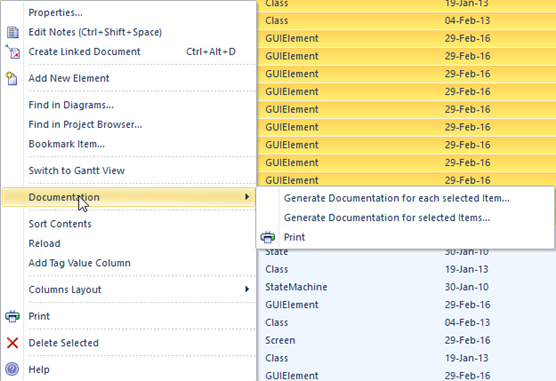 Properties...
Edit Notes (Ctrl+Shift+Space)
Create Linked Document Ctrl+Alt+D
Add New Element
Find in Diagrams...
Find in Project Browser...
Bookmark Item...
Switch to Gantt View
Documentation
Sort Contents
Reload
Add Tag Value Column
Columns Layout
Print
Delete Selected
Help
Class 19-Jan-13
Class 04-Feb-13
GUIElement 29-Feb-16
GUIElement 29-Feb-16
GUIElement 29-Feb-16
GUIElement 29-Feb-16
GUIElement 29-Feb-16
GUIElement 29-Feb-16
GUIElement 29-Feb-16
GUIElement 29-Feb-16
GUIElement 29-Feb-16
Generate Documentation for each selected Item...
Generate Documentation for selected Items...
Print
State 30-Jan-10
Class 19-Jan-13
StateMachine 30-Jan-10
GUIElement 29-Feb-16
Class 04-Feb-13
Screen 29-Feb-16
Class 19-Jan-13
GUIElement 29-Feb-16